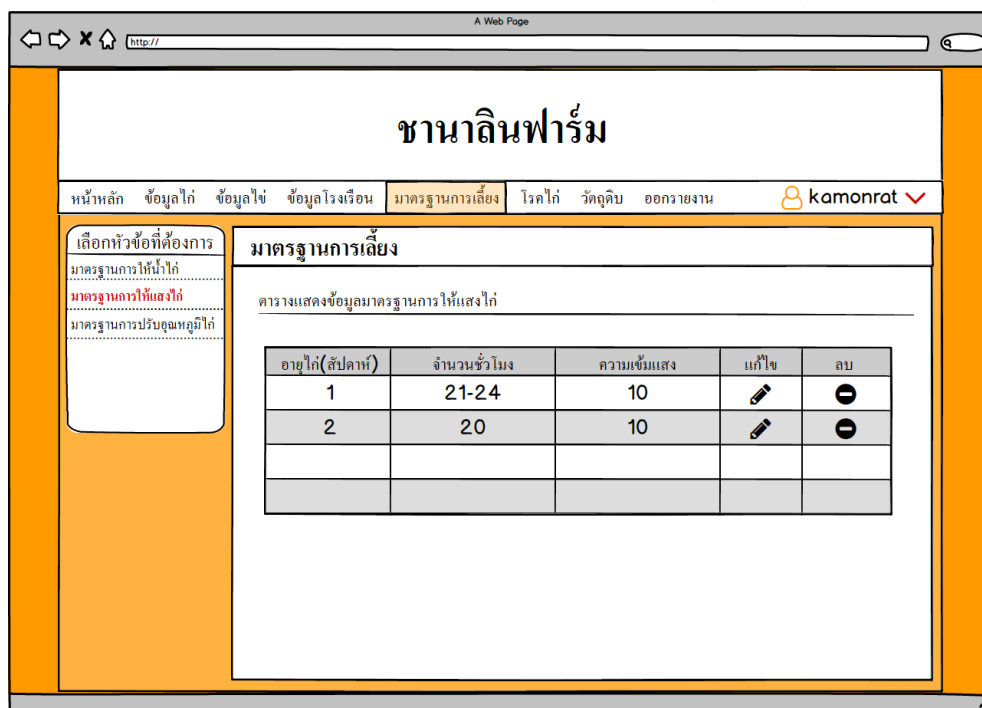 A Web Page
http://
ชานาลินฟาร์ม
หน้าหลัก ข้อมูลไก่ ข้อมูลไข่ ข้อมูลโรงเรือน มาตรฐานการเลี้ยง โรคไก่ วัตถุดิบ ออกรายงาน kamonrat
เลือกหัวข้อที่ต้องการ
มาตรฐานการให้น้ำไก่
มาตรฐานการให้แสงไก่
มาตรฐานการปรับอุณหภูมิไก่
มาตรฐานการเลี้ยง
ตารางแสดงข้อมูลมาตรฐานการให้แสงไก่
อายุไก่(สัปดาห์) จำนวนชั่วโมง ความเข้มแสง แก้ไข ลบ
1 21-24 10
2 20 10